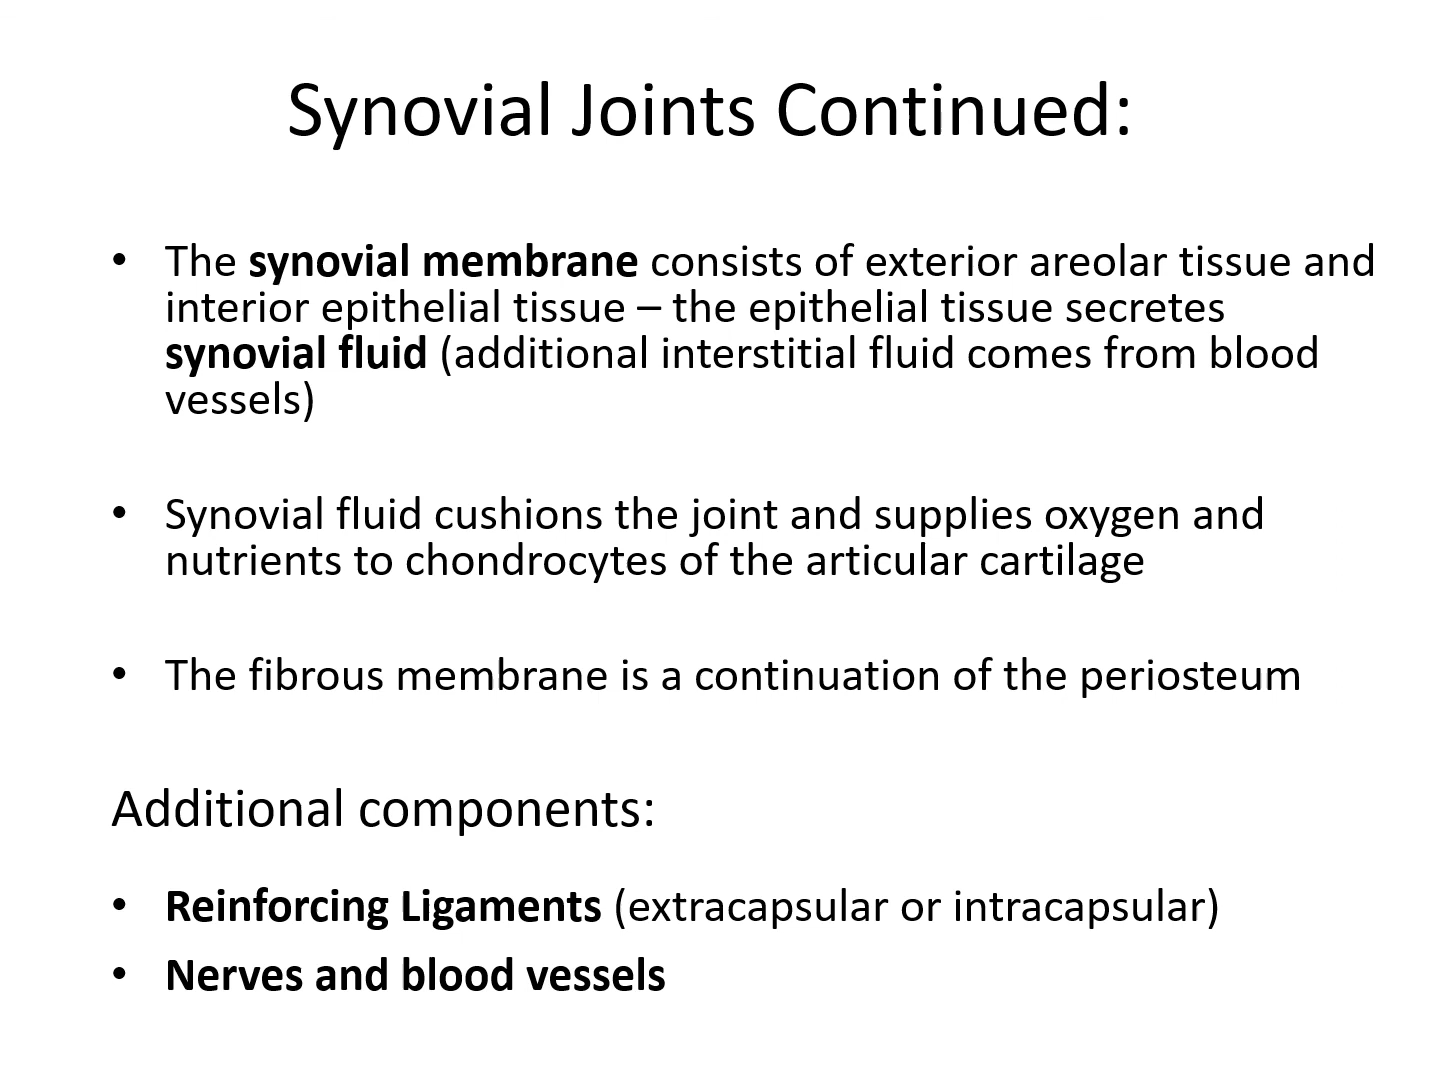 Synovial Joints Continued:
• The synovial membrane consists of exterior areolar tissue and
interior epithelial tissue – the epithelial tissue secretes
synovial fluid (additional interstitial fluid comes from blood
vessels)
• Synovial fluid cushions the joint and supplies oxygen and
nutrients to chondrocytes of the articular cartilage
• The fibrous membrane is a continuation of the periosteum
Additional components:
• Reinforcing Ligaments (extracapsular or intracapsular)
• Nerves and blood vessels